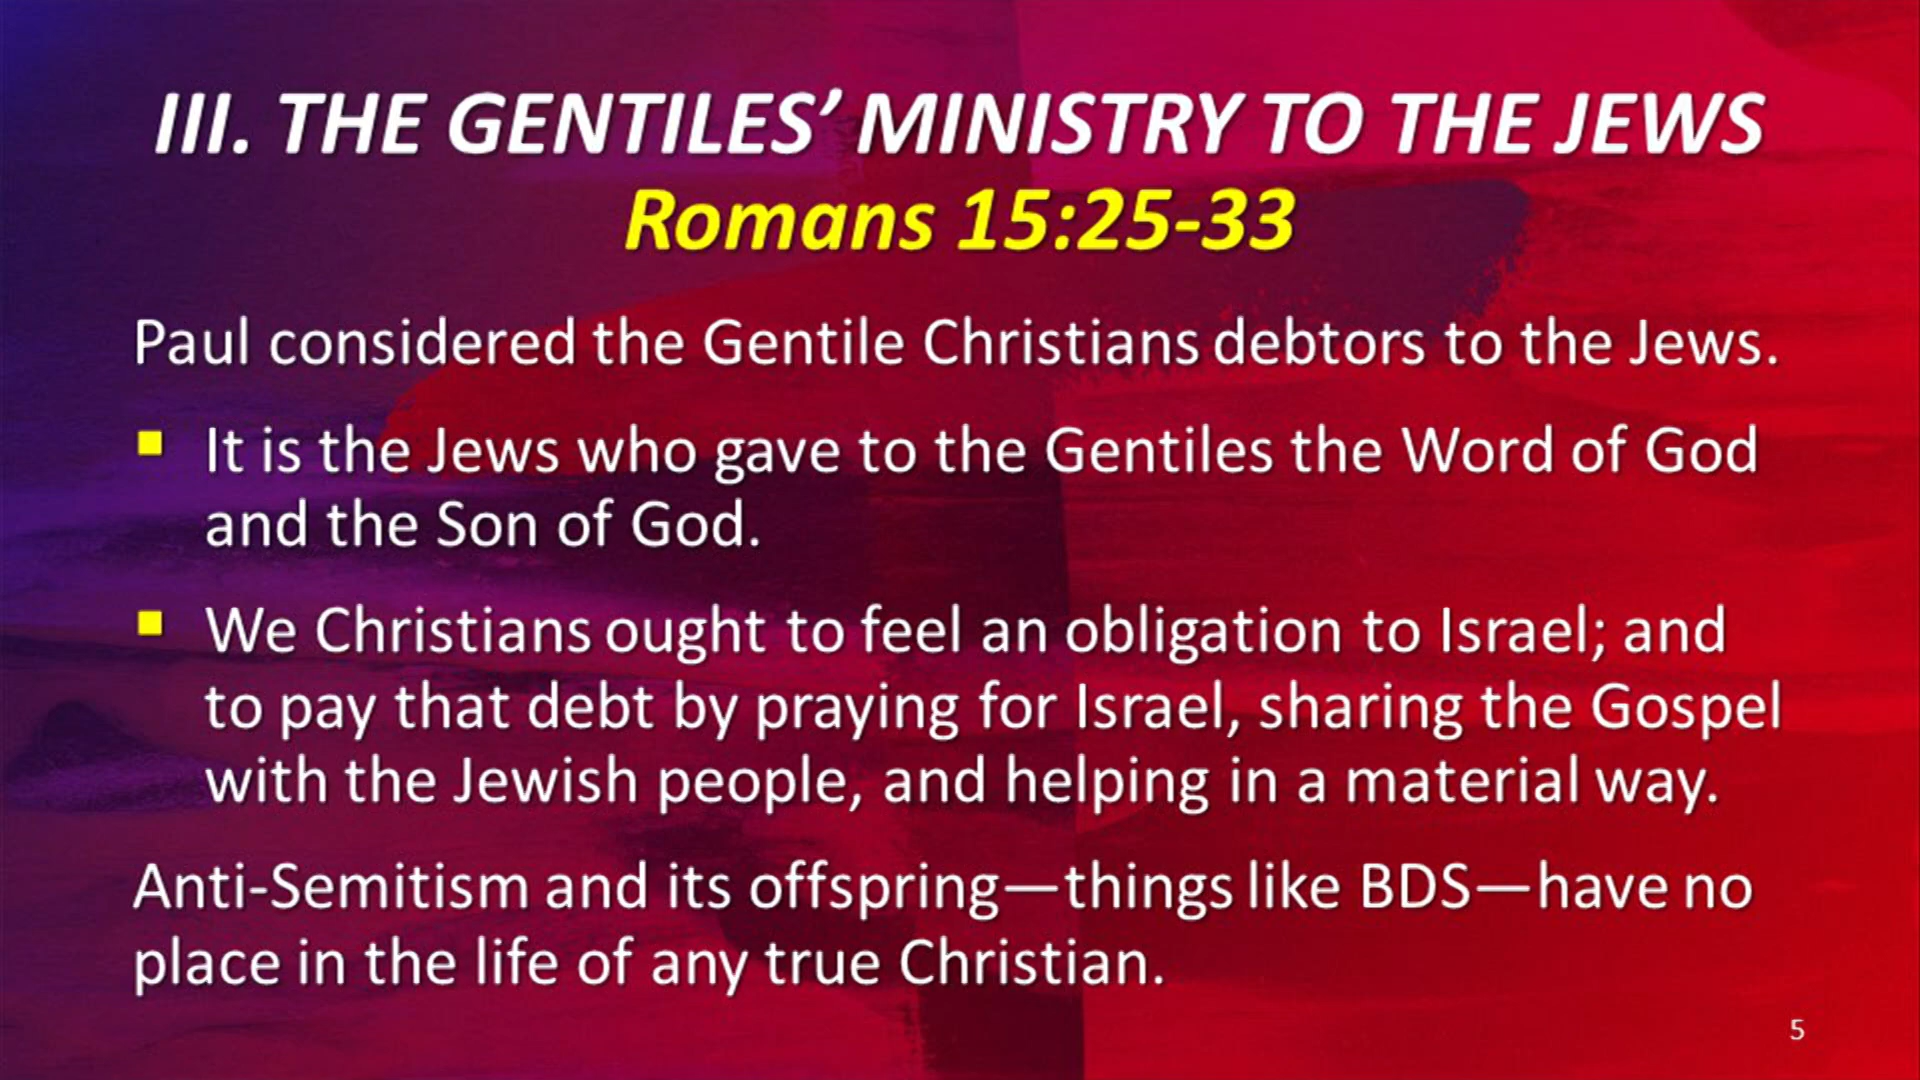 III. THE GENTILES’ MINISTRY TO THE JEWS
Romans 15:25-33
Paul considered the Gentile Christians debtors to the Jews.
▪ It is the Jews who gave to the Gentiles the Word of God
and the Son of God.
▪ We Christians ought to feel an obligation to Israel; and
to pay that debt by praying for Israel, sharing the Gospel
with the Jewish people, and helping in a material way.
Anti-Semitism and its offspring—things like BDS—have no
place in the life of any true Christian.
5